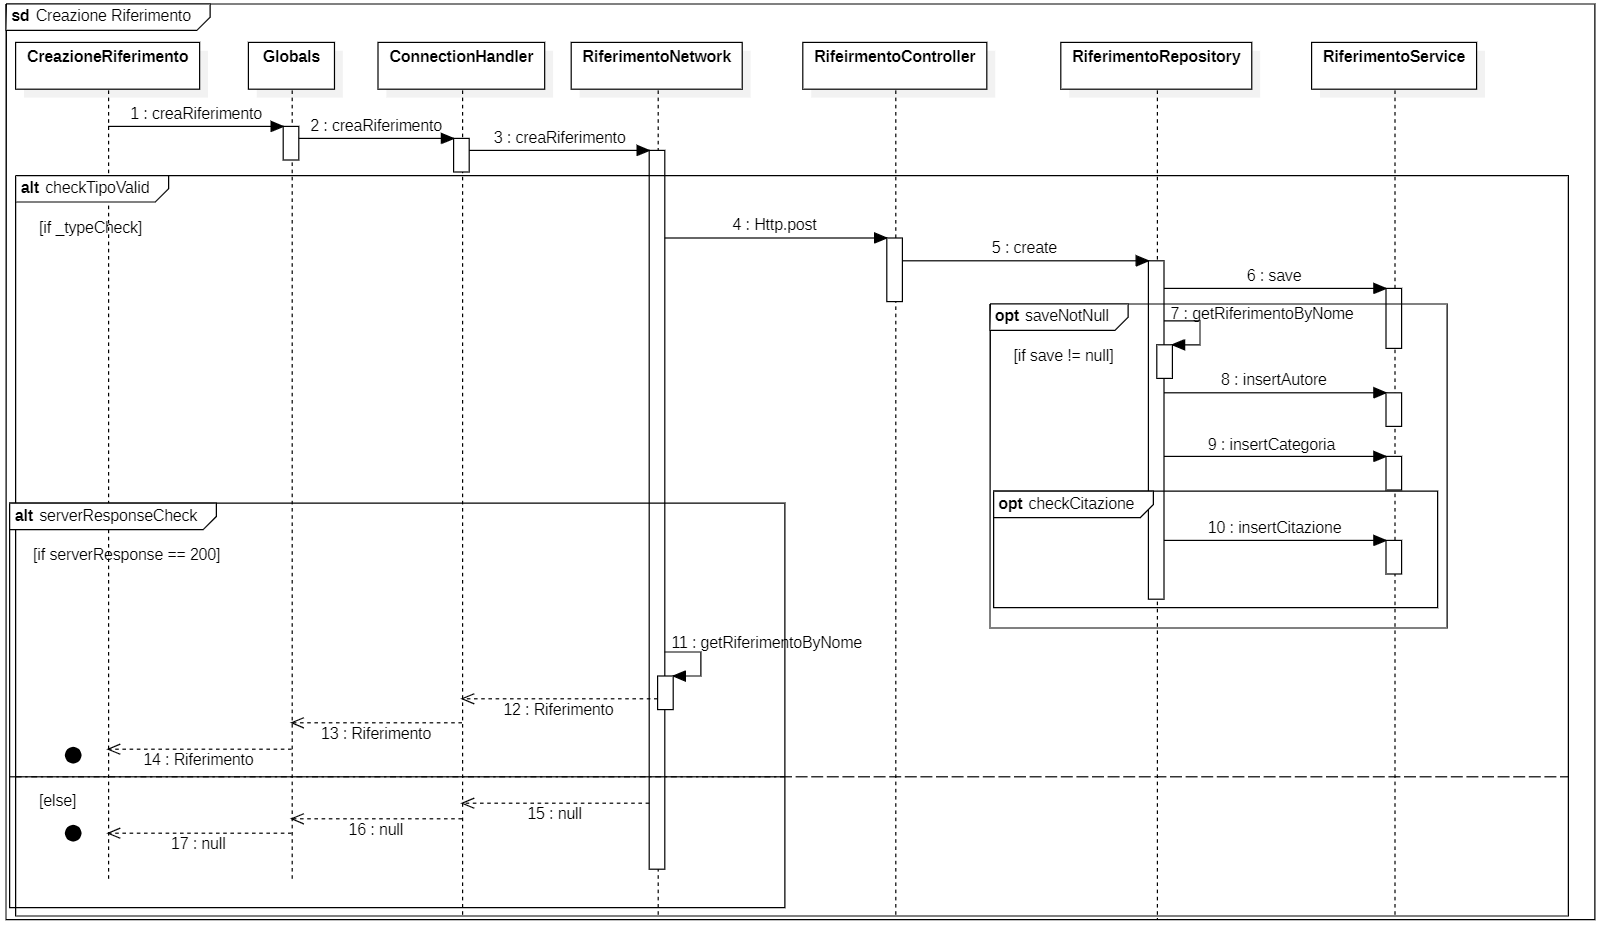 sd Creazione Riferimento
CreazioneRiferimento
Globals
ConnectionHandler
RiferimentoNetwork
RifeirmentoController
RiferimentoRepository
RiferimentoService
1 : creaRiferimento
2 : creaRiferimento
3 : creaRiferimento
alt checkTipoValid
[if _typeCheck]
4 : Http.post
5 : create
6 : save
opt saveNotNull
7 : getRiferimentoByNome
[if save != null]
8 : insertAutore
9 : insertCategoria
opt checkCitazione
10 : insertCitazione
alt serverResponseCheck
[if serverResponse == 200]
11 : getRiferimentoByNome
12 : Riferimento
13 : Riferimento
14 : Riferimento
[else]
15 : null
16 : null
17 : null